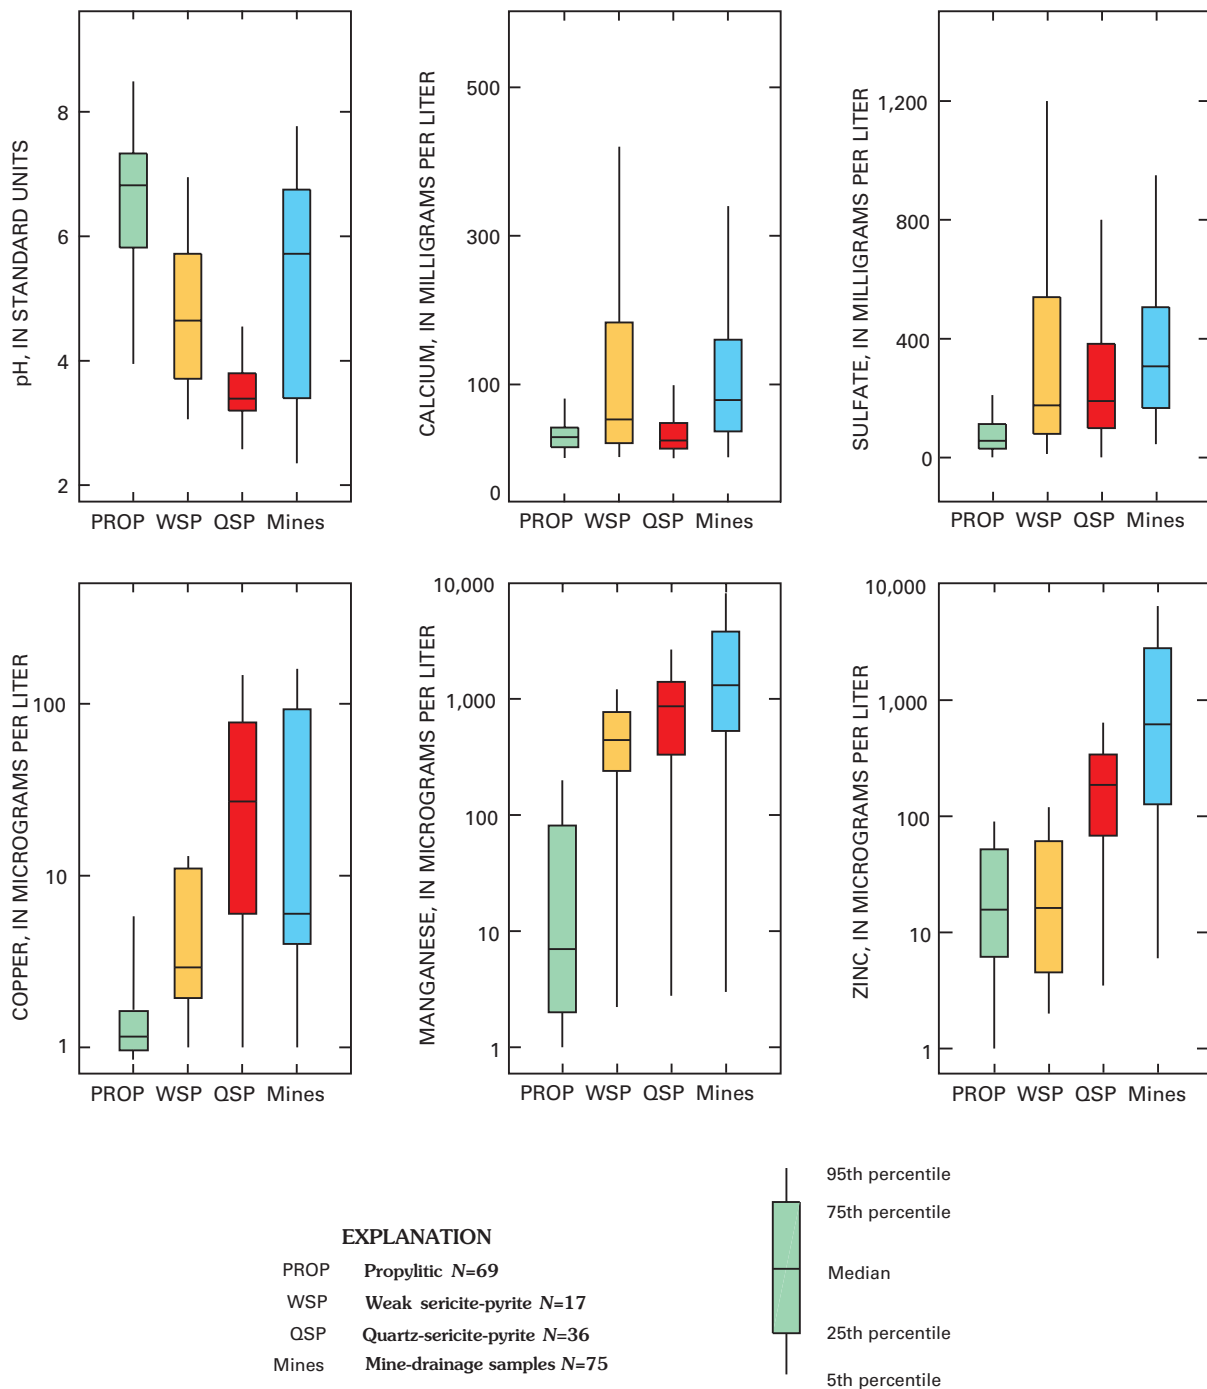 pH, IN STANDARD UNITS
8
6
4
2
PROP WSP QSP Mines
CALCIUM, IN MILLIGRAMS PER LITER
500
300
100
0
PROP WSP QSP Mines
SULFATE, IN MILLIGRAMS PER LITER
1,200
800
400
0
PROP WSP QSP Mines
COPPER, IN MICROGRAMS PER LITER
100
10
1
PROP WSP QSP Mines
MANGANESE, IN MICROGRAMS PER LITER
10,000
1,000
100
10
1
PROP WSP QSP Mines
ZINC, IN MICROGRAMS PER LITER
10,000
1,000
100
10
1
PROP WSP QSP Mines
EXPLANATION
PROP Propylitic N=69
WSP Weak sericite-pyrite N=17
QSP Quartz-sericite-pyrite N=36
Mines Mine-drainage samples N=75
95th percentile
75th percentile
Median
25th percentile
5th percentile